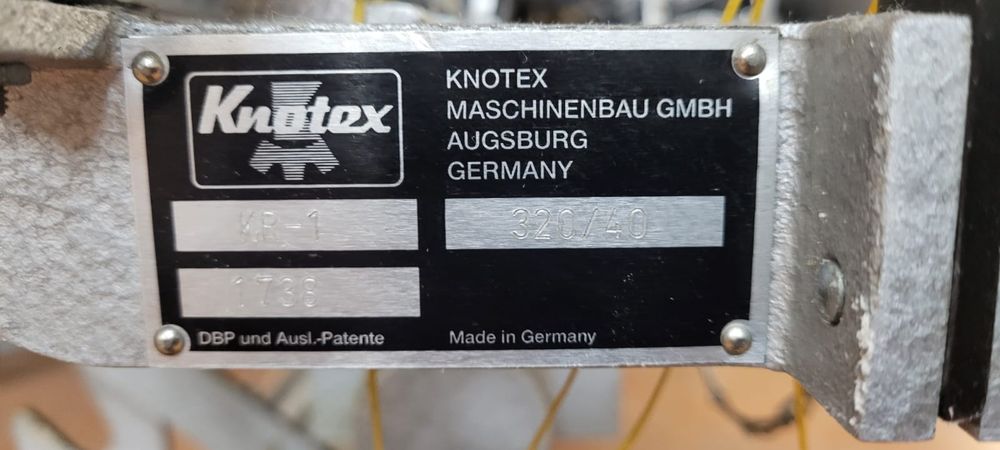 Knotex
KNOTEX
MASCHINENBAU GMBH
AUGSBURG
GERMANY
KR-1
320/40
1738
DBP und Ausl.-Patente
Made in Germany